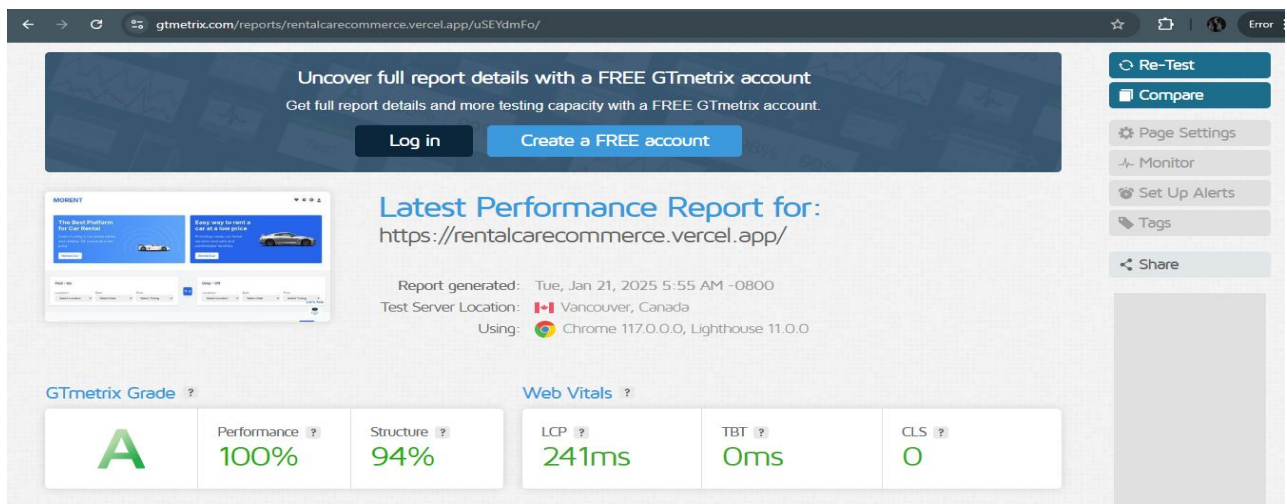 gtmetrix.com/reports/rentalcarecommerce.vercel.app/uSEYdmFo/
Error
Uncover full report details with a FREE GTmetrix account
Get full report details and more testing capacity with a FREE GTmetrix account.
Log in
Create a FREE account
Re-Test
Compare
Page Settings
Monitor
Set Up Alerts
Tags
Share
MORENT
The Best Platform
for Car Rental
Easy way to rent a
car at a low price
Latest Performance Report for:
https://rentalcarecommerce.vercel.app/
Report generated: Tue, Jan 21, 2025 5:55 AM -0800
Test Server Location: Vancouver, Canada
Using: Chrome 117.0.0.0, Lighthouse 11.0.0
GTmetrix Grade ?
Web Vitals ?
A
Performance ?
100%
Structure ?
94%
LCP ?
241ms
TBT ?
0ms
CLS ?
0